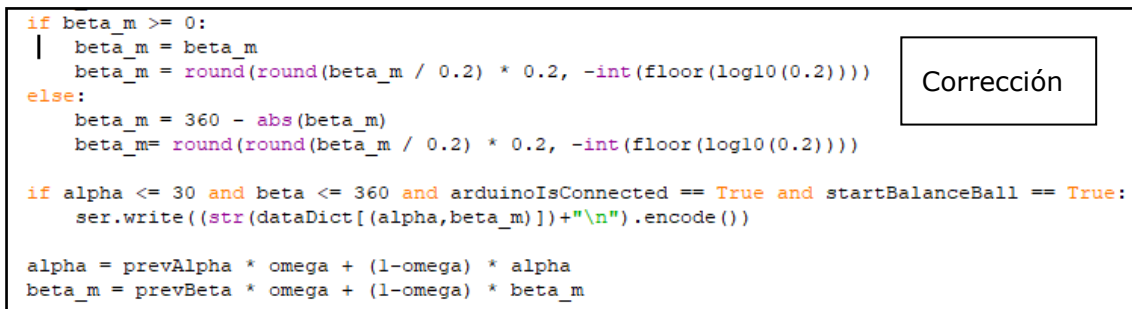 if beta_m >= 0:
    beta_m = beta_m
    beta_m = round(round(beta_m / 0.2) * 0.2, -int(floor(log10(0.2))))
else:
    beta_m = 360 - abs(beta_m)
    beta_m= round(round(beta_m / 0.2) * 0.2, -int(floor(log10(0.2))))
Corrección
if alpha <= 30 and beta <= 360 and arduinoIsConnected == True and startBalanceBall == True:
    ser.write((str(dataDict[(alpha,beta_m)])+"\n").encode())
alpha = prevAlpha * omega + (1-omega) * alpha
beta_m = prevBeta * omega + (1-omega) * beta_m